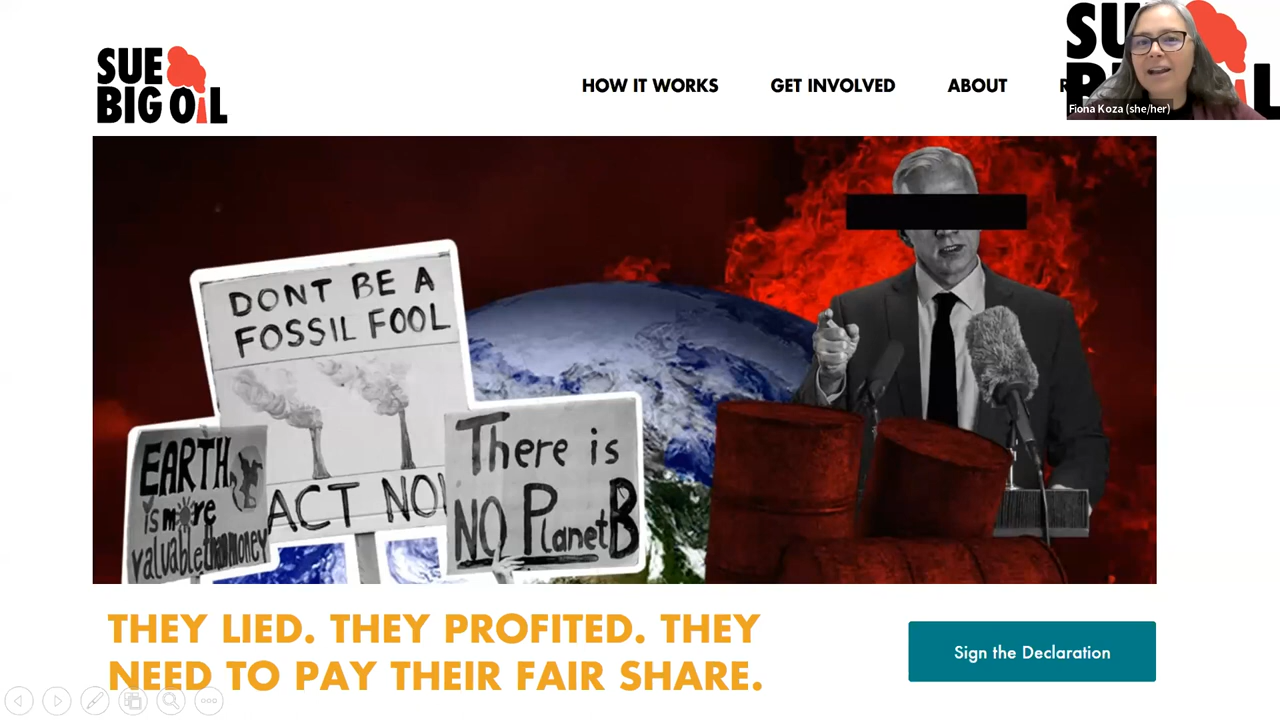 SUE
BIG OIL
HOW IT WORKS
GET INVOLVED
ABOUT
SU
Fiona Koza (she/her)
DONT BE A
FOSSIL FOOL
ACT NO
EARTH
is more
valuable than money
There is
NO Planet B
THEY LIED. THEY PROFITED. THEY
NEED TO PAY THEIR FAIR SHARE.
Sign the Declaration